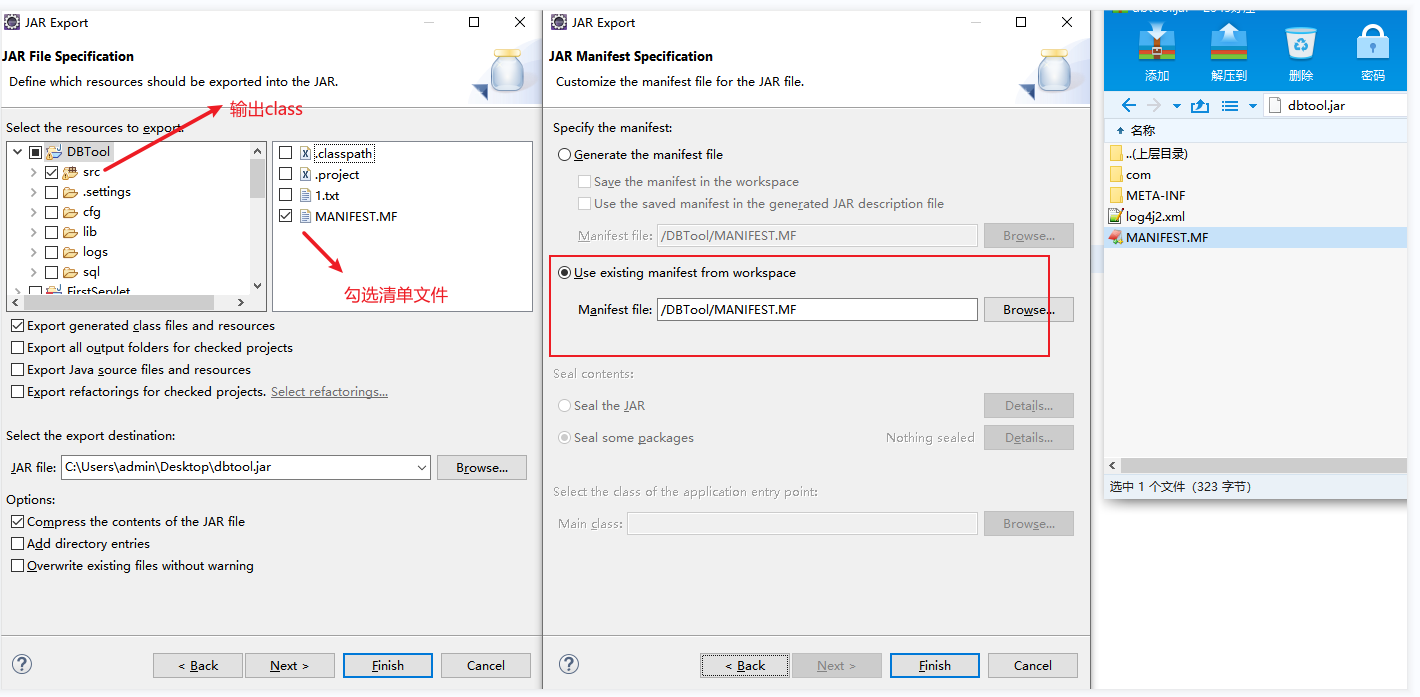 JAR Export
JAR File Specification
Define which resources should be exported into the JAR.
输出class
Select the resources to export:
DBTool
src
.settings
cfg
lib
logs
sql
FirstServlet
.classpath
.project
1.txt
MANIFEST.MF
勾选清单文件
Export generated class files and resources
Export all output folders for checked projects
Export Java source files and resources
Export refactorings for checked projects. Select refactorings...
Select the export destination:
JAR file: C:\Users\admin\Desktop\dbtool.jar Browse...
Options:
Compress the contents of the JAR file
Add directory entries
Overwrite existing files without warning
? < Back Next > Finish Cancel
JAR Export
JAR Manifest Specification
Customize the manifest file for the JAR file.
Specify the manifest:
Generate the manifest file
Save the manifest in the workspace
Use the saved manifest in the generated JAR description file
Manifest file: /DBTool/MANIFEST.MF Browse...
Use existing manifest from workspace
Manifest file: /DBTool/MANIFEST.MF Browse...
Seal contents:
Seal the JAR Details...
Seal some packages Nothing sealed Details...
Select the class of the application entry point:
Main class: Browse...
? < Back Next > Finish Cancel
添加 解压到 删除 密码
dbtool.jar
名称
..(上层目录)
com
META-INF
log4j2.xml
MANIFEST.MF
选中 1 个文件 (323 字节)